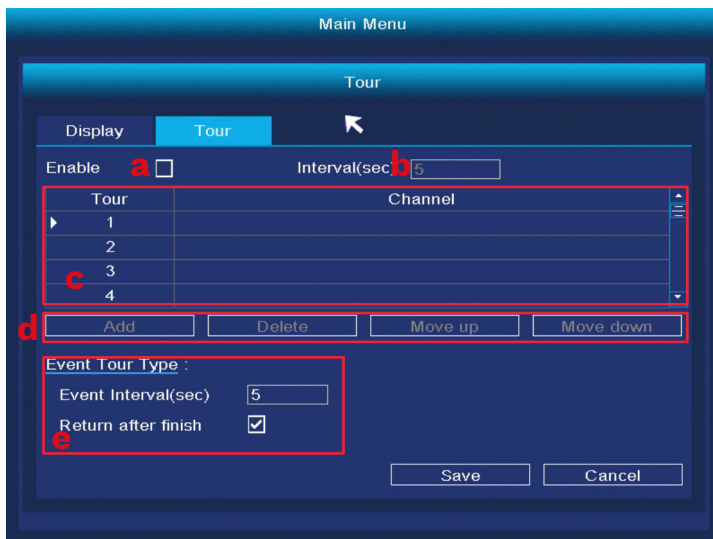 Main Menu
Tour
Display Tour
Enable a Interval(sec) b 5
Tour Channel
1
2
3
c
4
d Add Delete Move up Move down
Event Tour Type :
Event Interval(sec) 5
Return after finish
e
Save Cancel